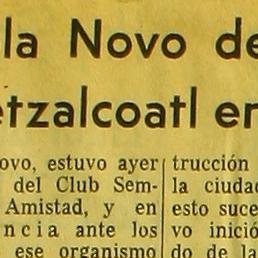 la Novo de
etzalcoatl en
ovo, estuvo ayer
del Club Sem-
Amistad, y en
ncia ante los
ese organismo
trucción
la ciudad
esto suce
vo inició
do de la